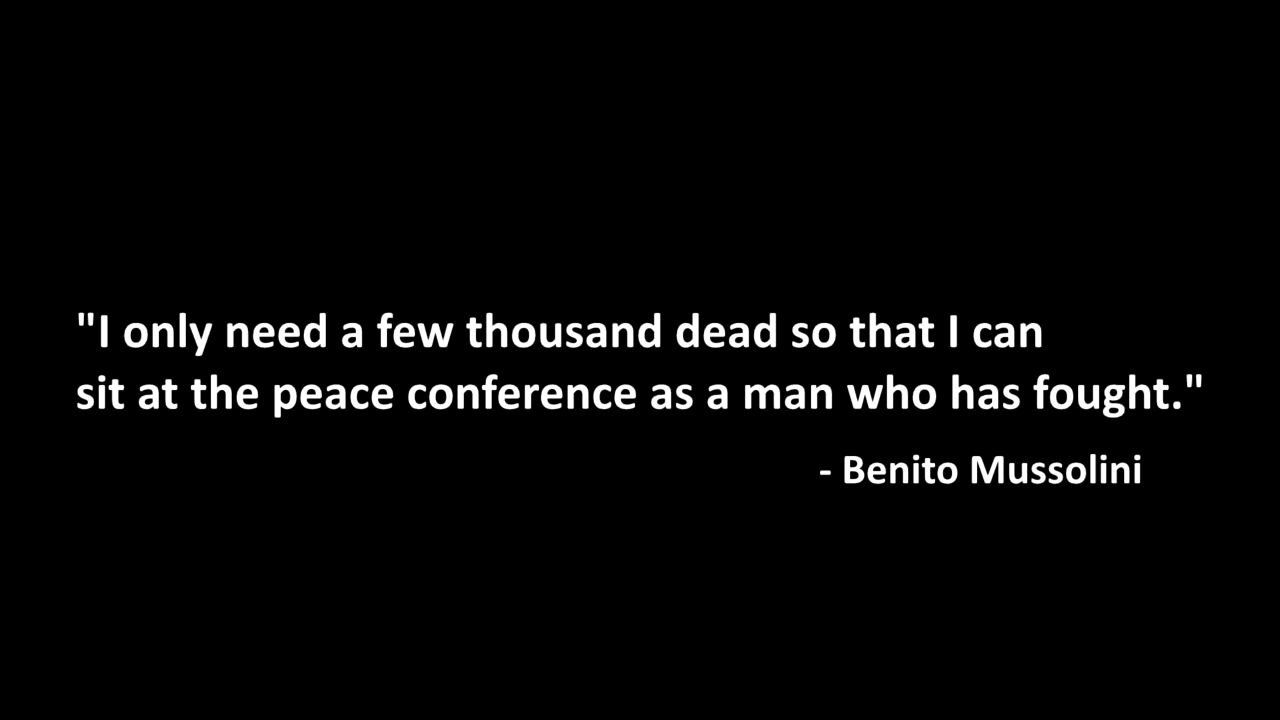 "I only need a few thousand dead so that I can
sit at the peace conference as a man who has fought."
- Benito Mussolini